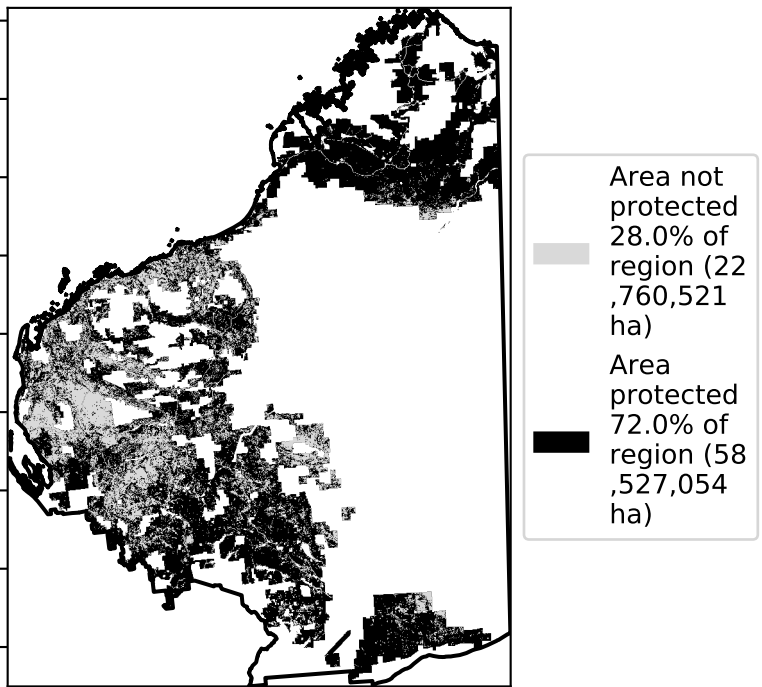 Area not
protected
28.0% of
region (22
,760,521
ha)
Area
protected
72.0% of
region (58
,527,054
ha)